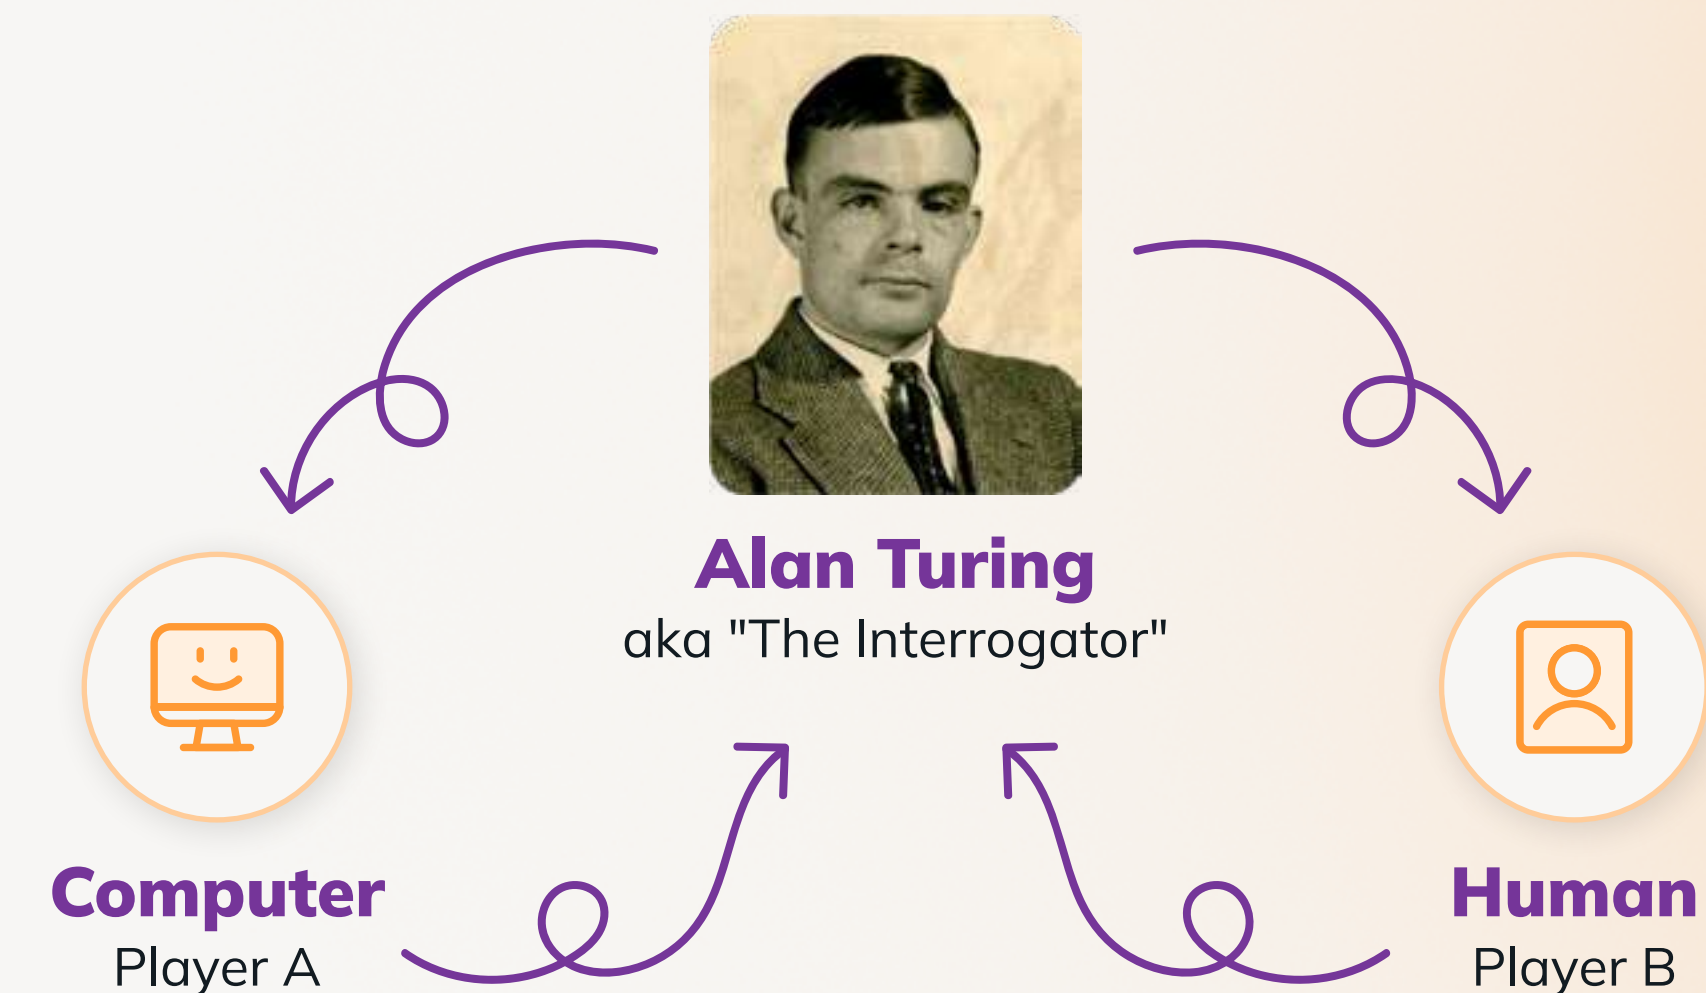 Alan Turing
aka "The Interrogator"
Computer
Player A
Human
Player B